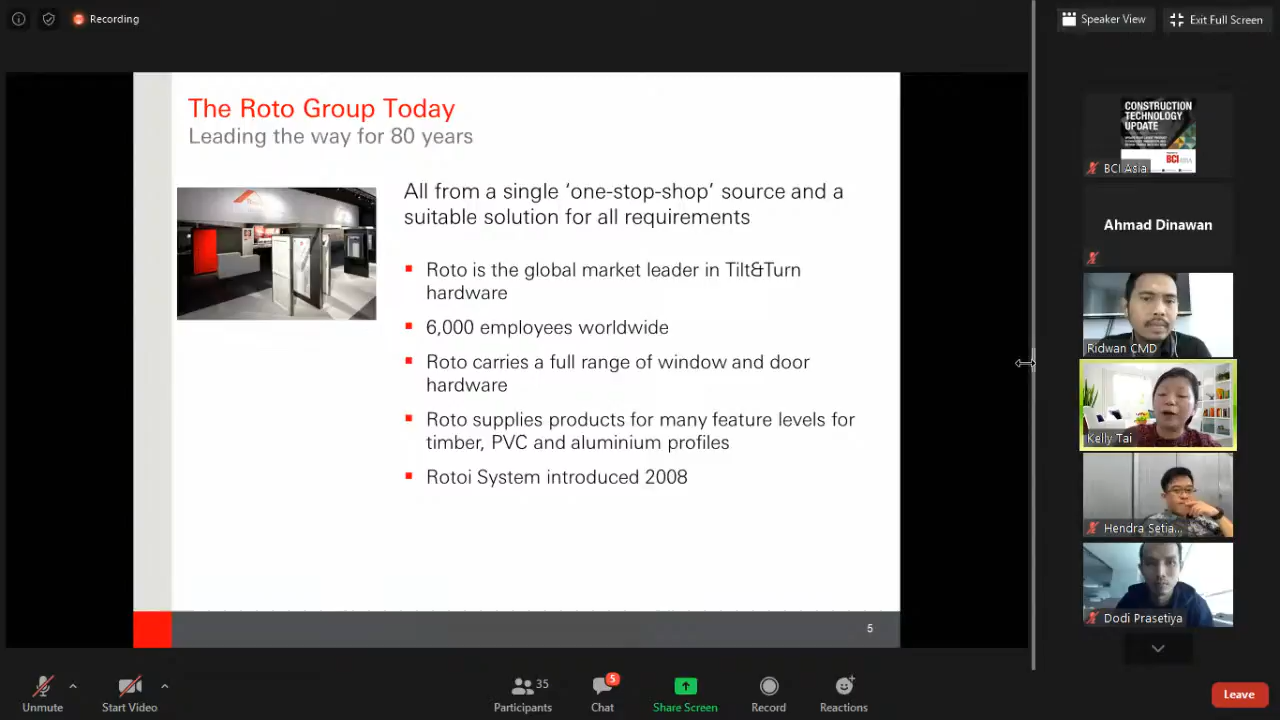 Recording
Speaker View
Exit Full Screen
The Roto Group Today
Leading the way for 80 years
All from a single ‘one-stop-shop’ source and a
suitable solution for all requirements
Roto is the global market leader in Tilt&Turn
hardware
6,000 employees worldwide
Roto carries a full range of window and door
hardware
Roto supplies products for many feature levels for
timber, PVC and aluminium profiles
Rotoi System introduced 2008
5
CONSTRUCTION
TECHNOLOGY
UPDATE
BCI ASIA
BCI Asia
Ahmad Dinawan
Ridwan CMD
Kelly Tai
Hendra Setia...
Dodi Prasetiya
Unmute
Start Video
35
Participants
5
Chat
Share Screen
Record
Reactions
Leave